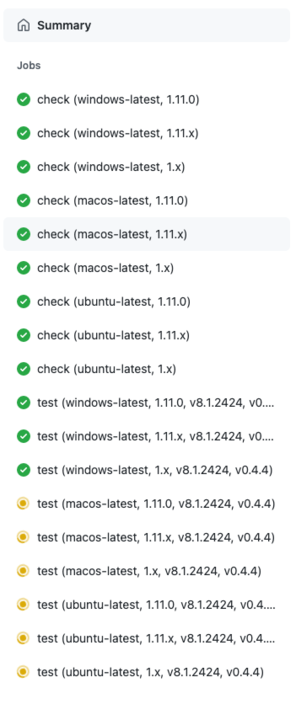 Summary
Jobs
check (windows-latest, 1.11.0)
check (windows-latest, 1.11.x)
check (windows-latest, 1.x)
check (macos-latest, 1.11.0)
check (macos-latest, 1.11.x)
check (macos-latest, 1.x)
check (ubuntu-latest, 1.11.0)
check (ubuntu-latest, 1.11.x)
check (ubuntu-latest, 1.x)
test (windows-latest, 1.11.0, v8.1.2424, v0....
test (windows-latest, 1.11.x, v8.1.2424, v0....
test (windows-latest, 1.x, v8.1.2424, v0.4.4)
test (macos-latest, 1.11.0, v8.1.2424, v0.4.4)
test (macos-latest, 1.11.x, v8.1.2424, v0.4.4)
test (macos-latest, 1.x, v8.1.2424, v0.4.4)
test (ubuntu-latest, 1.11.0, v8.1.2424, v0.4....
test (ubuntu-latest, 1.11.x, v8.1.2424, v0.4....
test (ubuntu-latest, 1.x, v8.1.2424, v0.4.4)